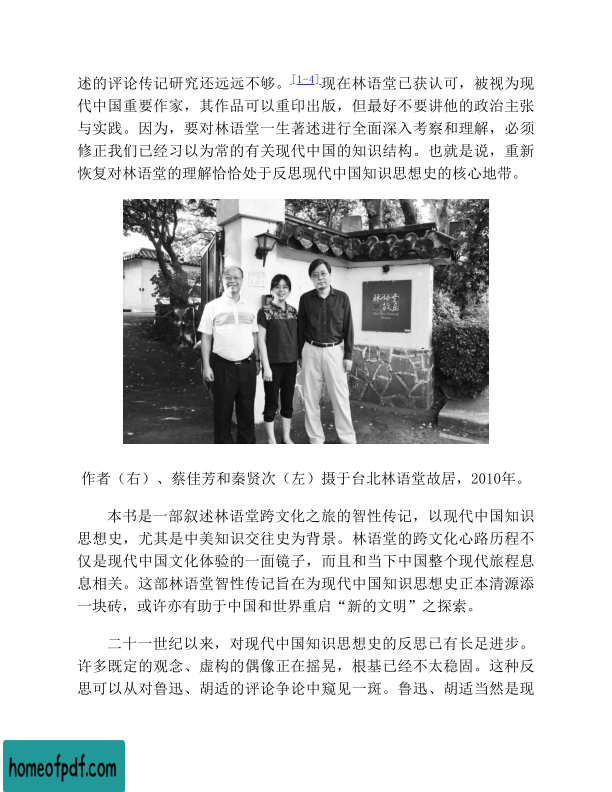 述的评论传记研究还远远不够。[1-4]现在林语堂已获认可，被视为现
代中国重要作家，其作品可以重印出版，但最好不要讲他的政治主张
与实践。因为，要对林语堂一生著述进行全面深入考察和理解，必须
修正我们已经习以为常的有关现代中国的知识结构。也就是说，重新
恢复对林语堂的理解恰恰处于反思现代中国知识思想史的核心地带。
林语堂
故居
作者（右）、蔡佳芳和秦贤次（左）摄于台北林语堂故居，2010年。
本书是一部叙述林语堂跨文化之旅的智性传记，以现代中国知识
思想史，尤其是中美知识交往史为背景。林语堂的跨文化心路历程不
仅是现代中国文化体验的一面镜子，而且和当下中国整个现代旅程息
息相关。这部林语堂智性传记旨在为现代中国知识思想史正本清源添
一块砖，或许亦有助于中国和世界重启“新的文明”之探索。
二十一世纪以来，对现代中国知识思想史的反思已有长足进步。
许多既定的观念、虚构的偶像正在摇晃，根基已经不太稳固。这种反
思可以从对鲁迅、胡适的评论争论中窥见一斑。鲁迅、胡适当然是现
homeofpdf.com